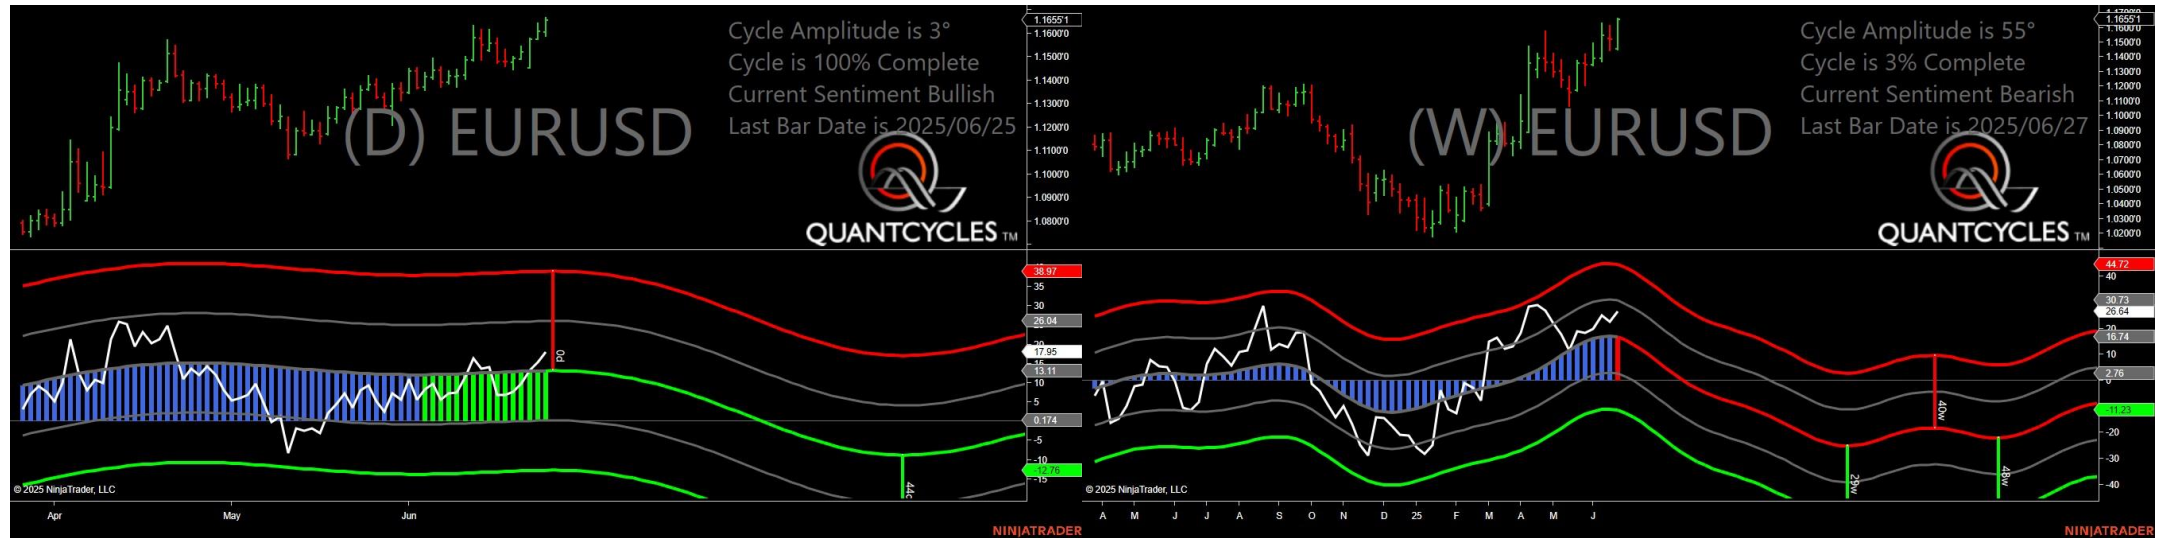 Cycle Amplitude is 3°
Cycle is 100% Complete
Current Sentiment Bullish
Last Bar Date is 2025/06/25
(D) EURUSD
QUANTCYCLES TM
1.1655'1
1.1600'0
1.1400'0
1.1300'0
1.1200'0
1.1100'0
1.1000'0
1.0900'0
1.0800'0
38.97
35
30
26.04
17.95
15
13.11
10
5
0.174
-5
-10
-12.76
-15
P0
© 2025 NinjaTrader, LLC
Apr
May
Jun
NINJATRADER
Cycle Amplitude is 55°
Cycle is 3% Complete
Current Sentiment Bearish
Last Bar Date is 2025/06/27
(W) EURUSD
QUANTCYCLES TM
1.1655'1
1.1600'0
1.1500'0
1.1400'0
1.1300'0
1.1200'0
1.1100'0
1.0900'0
1.0800'0
1.0700'0
1.0600'0
1.0500'0
1.0400'0
1.0300'0
1.0200'0
44.72
40
30.73
26.64
20
16.74
10
2.76
-11.23
-20
-30
-40
29w
40w
48w
© 2025 NinjaTrader, LLC
A M J J A S O N D 25 F M A M J
NINJATRADER